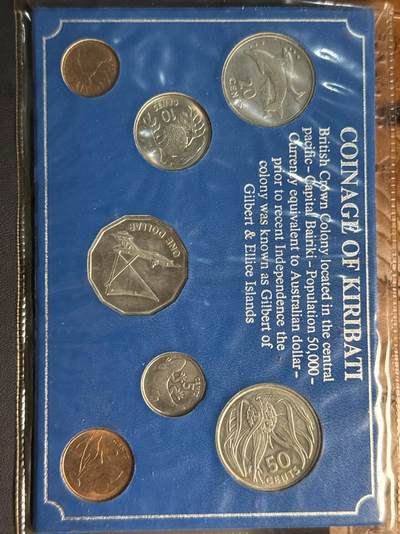 COINAGE OF KIRIBATI
British Crown Colony located in the central
pacific - Capital Bairiki - Population 50,000 -
Currency equivalent to Australian dollar -
prior to recent Independence the
colony was known as Gilbert of
Gilbert & Ellice Islands
20
CENTS
10
CENTS
ONE DOLLAR
5
CENTS
50
CENTS